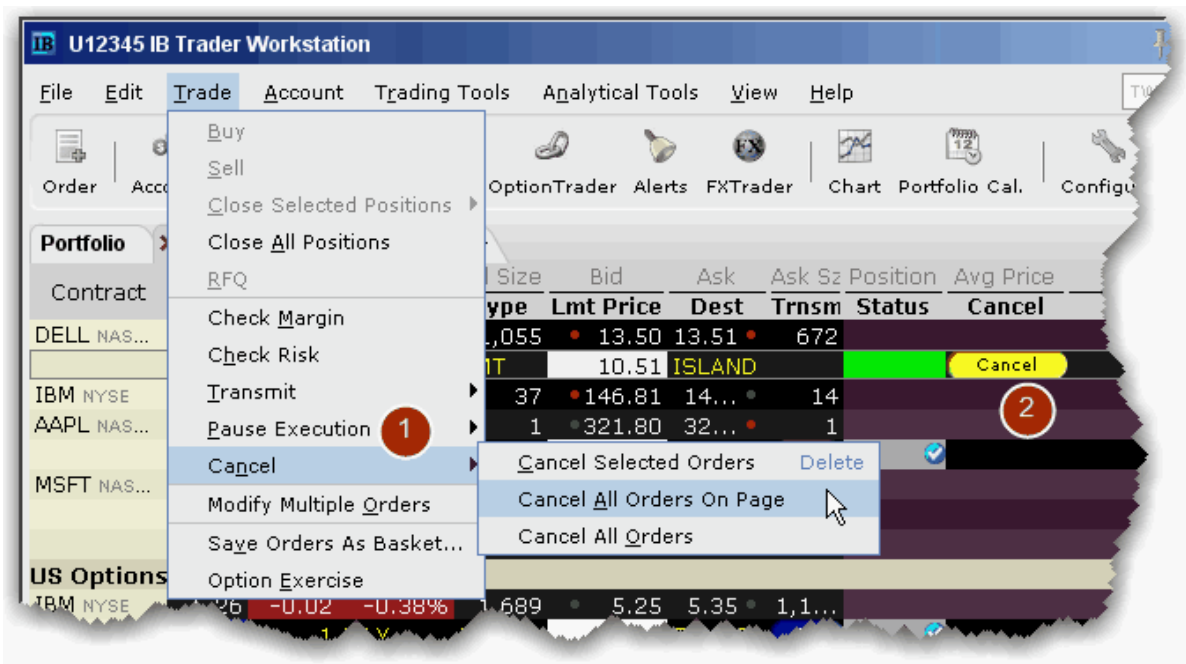 IB U12345 IB Trader Workstation
File Edit Trade Account Trading Tools Analytical Tools View Help
Order OptionTrader Alerts FXTrader Chart Portfolio Cal.
FX 12
Buy
Sell
Close Selected Positions
Close All Positions
RFQ
Check Margin
Check Risk
Transmit
Pause Execution 1
Cancel
Modify Multiple Orders
Save Orders As Basket...
Option Exercise
Cancel Selected Orders Delete
Cancel All Orders On Page
Cancel All Orders
Portfolio
Contract Size Bid Ask Ask Sz Position Avg Price
Lmt Price Dest Trnsm Status Cancel
DELL NAS... 13.50 13.51 672
10.51 ISLAND Cancel
IBM NYSE 37 146.81 14... 14
2
AAPL NAS... 1 321.80 32... 1
MSFT NAS...
US Options
IBM NYSE -0.02 -0.38% 1,689 5.25 5.35 1,1...